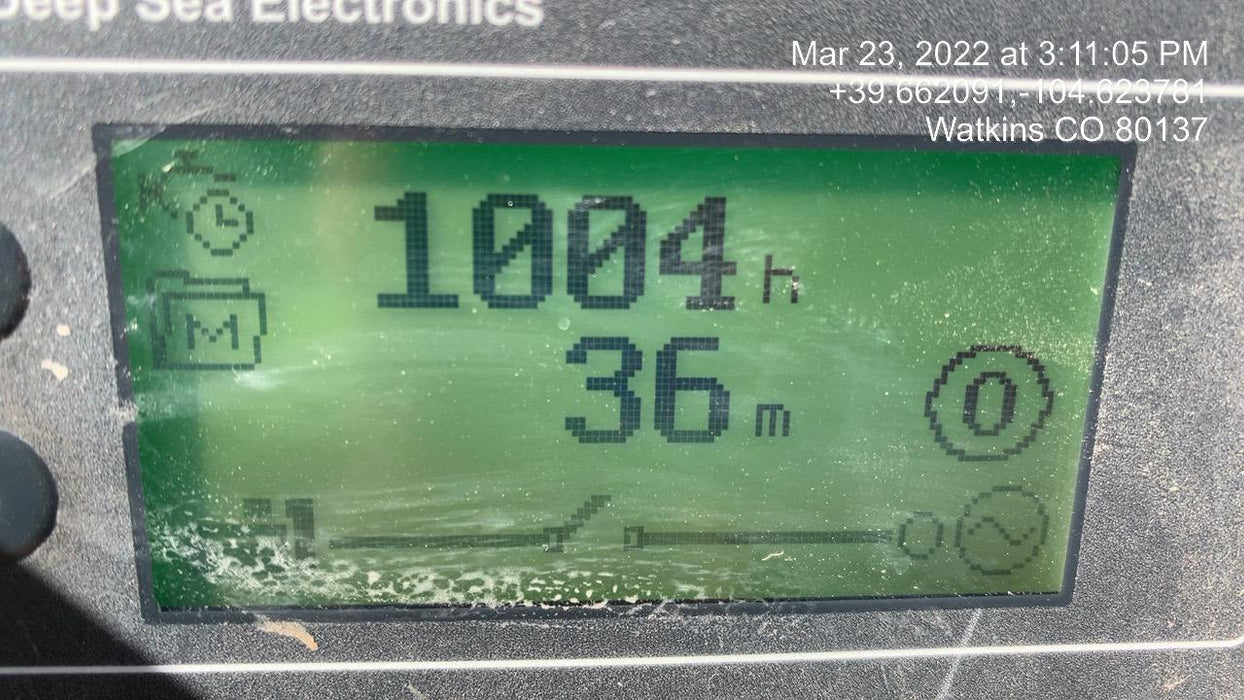 Deep Sea Electronics
Mar 23, 2022 at 3:11:05 PM
+39.662091,-104.623781
Watkins CO 80137
1004 h
M
36 m
0